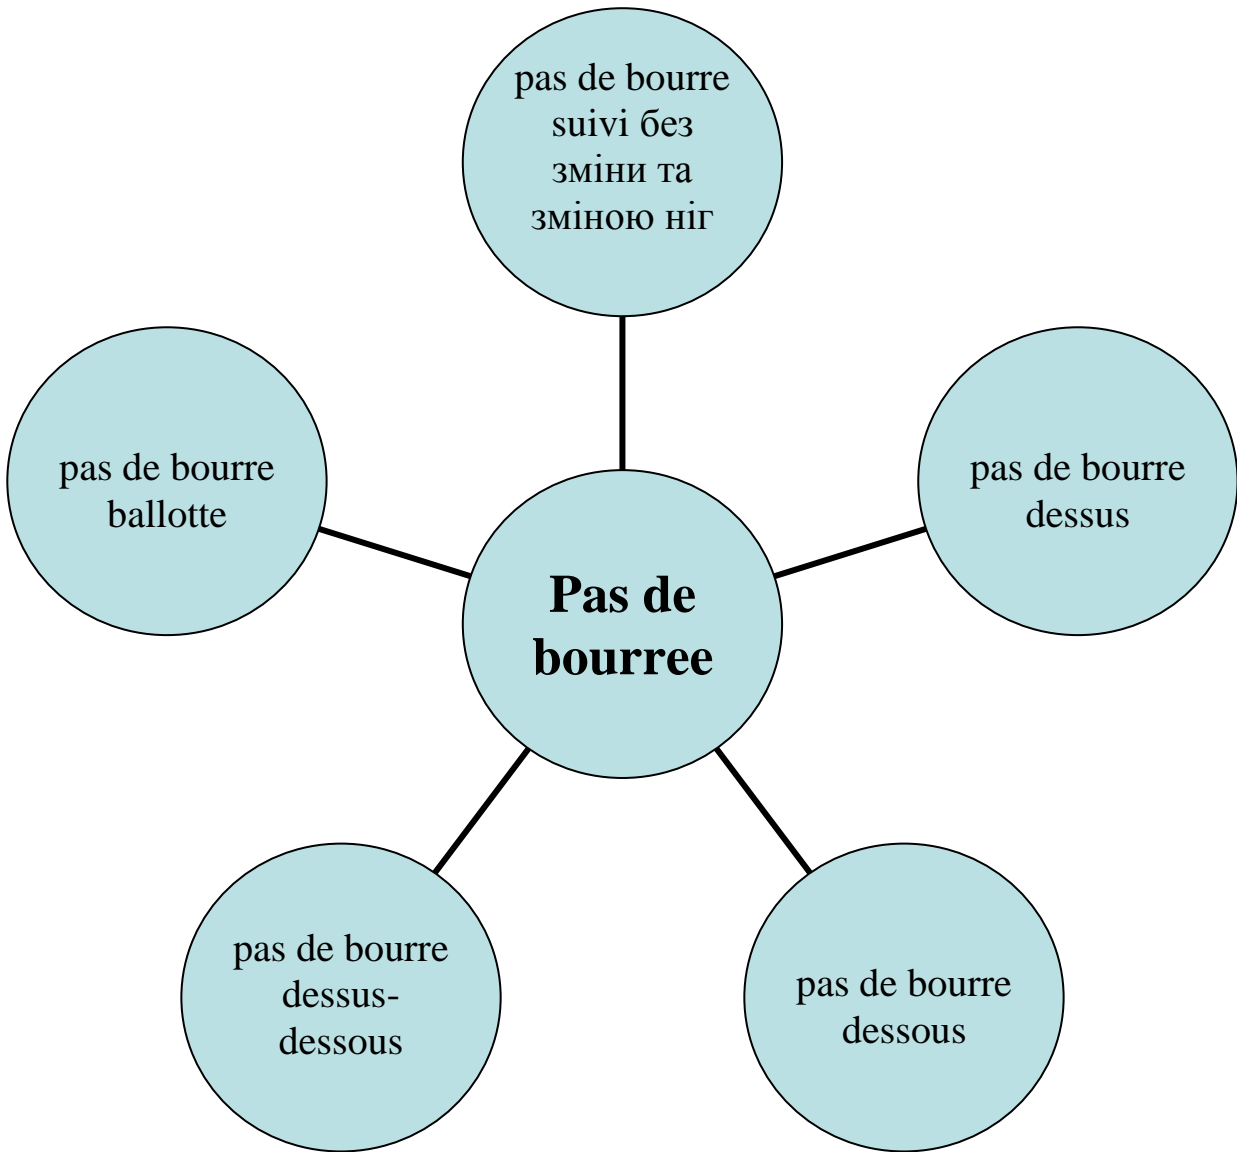 pas de bourre
suivi без
зміни та
зміною ніг
pas de bourre
ballotte
pas de bourre
dessus
Pas de
bourree
pas de bourre
dessus-
dessous
pas de bourre
dessous